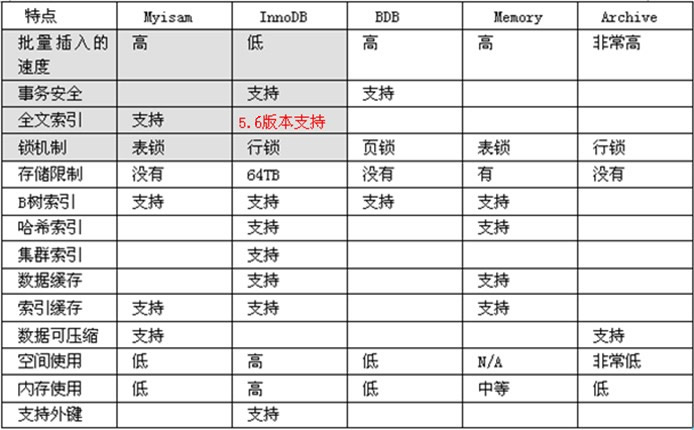 特点 Myisam InnoDB BDB Memory Archive
批量插入的速度 高 低 高 高 非常高
事务安全 支持 支持
全文索引 支持 5.6版本支持
锁机制 表锁 行锁 页锁 表锁 行锁
存储限制 没有 64TB 没有 有 没有
B树索引 支持 支持 支持 支持
哈希索引 支持 支持
集群索引 支持
数据缓存 支持 支持
索引缓存 支持 支持 支持
数据可压缩 支持 支持
空间使用 低 高 低 N/A 非常低
内存使用 低 高 低 中等 低
支持外键 支持